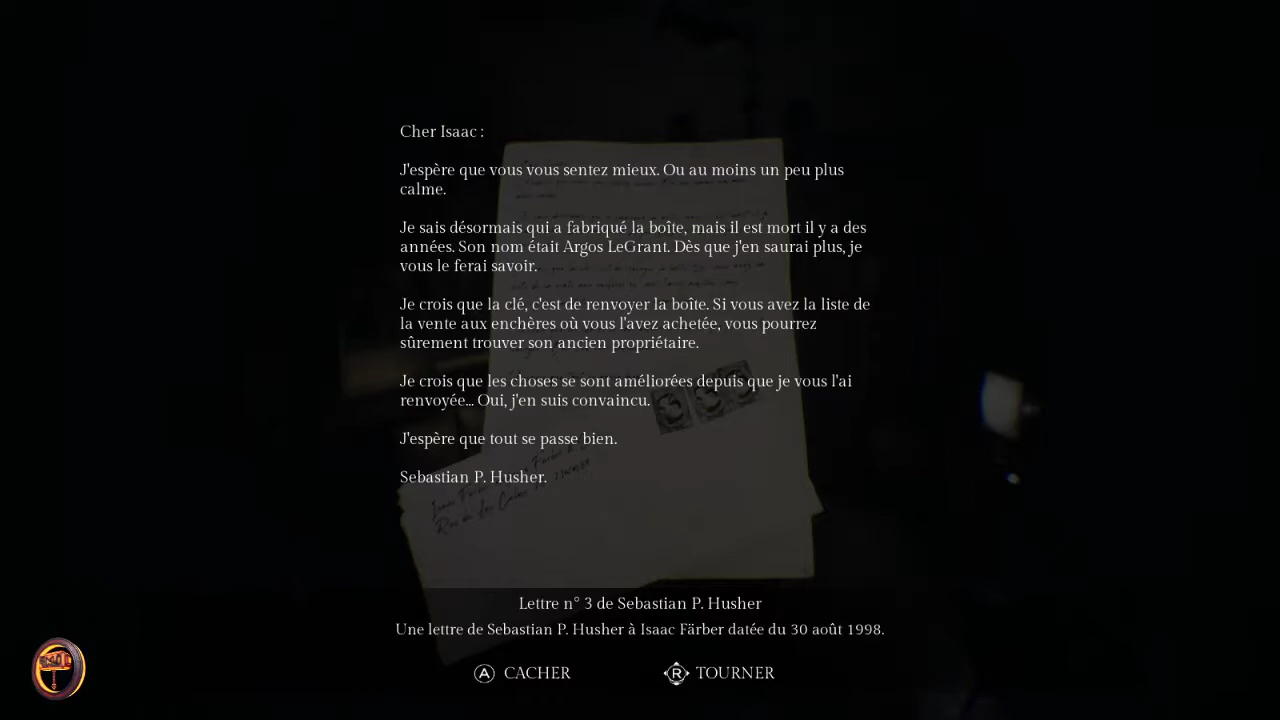 Cher Isaac :
J'espère que vous vous sentez mieux. Ou au moins un peu plus
calme.
Je sais désormais qui a fabriqué la boîte, mais il est mort il y a des
années. Son nom était Argos LeGrant. Dès que j'en saurai plus, je
vous le ferai savoir.
Je crois que la clé, c'est de renvoyer la boîte. Si vous avez la liste de
la vente aux enchères où vous l'avez achetée, vous pourrez
sûrement trouver son ancien propriétaire.
Je crois que les choses se sont améliorées depuis que je vous l'ai
renvoyée... Oui, j'en suis convaincu.
J'espère que tout se passe bien.
Sebastian P. Husher.
Lettre n° 3 de Sebastian P. Husher
Une lettre de Sebastian P. Husher à Isaac Färber datée du 30 août 1998.
A CACHER
R TOURNER